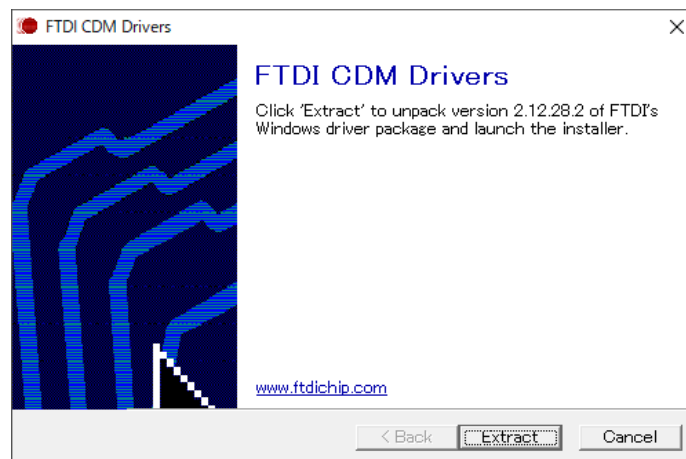 FTDI CDM Drivers
FTDI CDM Drivers
Click 'Extract' to unpack version 2.12.28.2 of FTDI's
Windows driver package and launch the installer.
www.ftdichip.com
< Back
Extract
Cancel